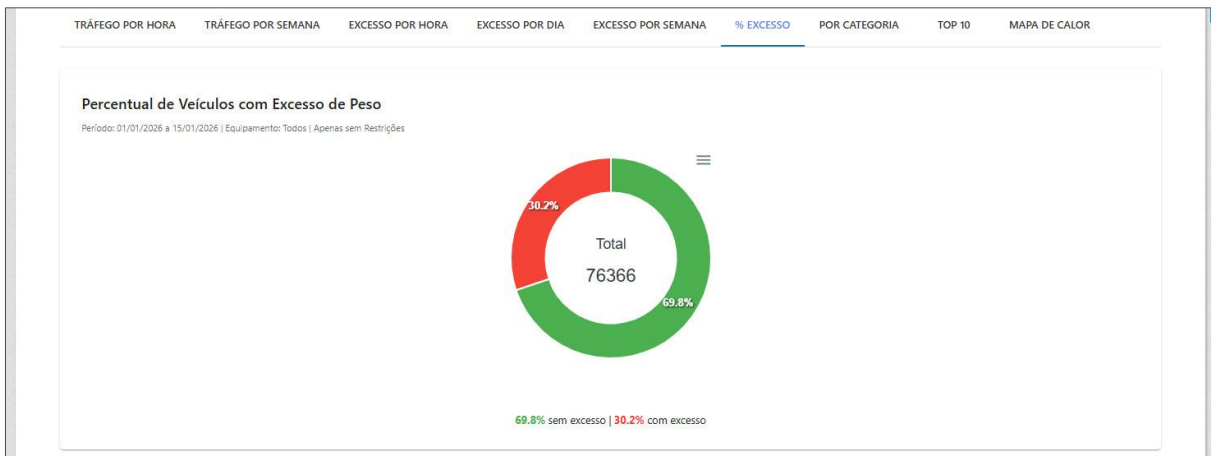 TRÁFEGO POR HORA TRÁFEGO POR SEMANA EXCESSO POR HORA EXCESSO POR DIA EXCESSO POR SEMANA % EXCESSO POR CATEGORIA TOP 10 MAPA DE CALOR
Percentual de Veículos com Excesso de Peso
Período: 01/01/2026 a 15/01/2026 | Equipamento: Todos | Apenas sem Restrições
30.2%
Total
76366
69.8%
69.8% sem excesso | 30.2% com excesso